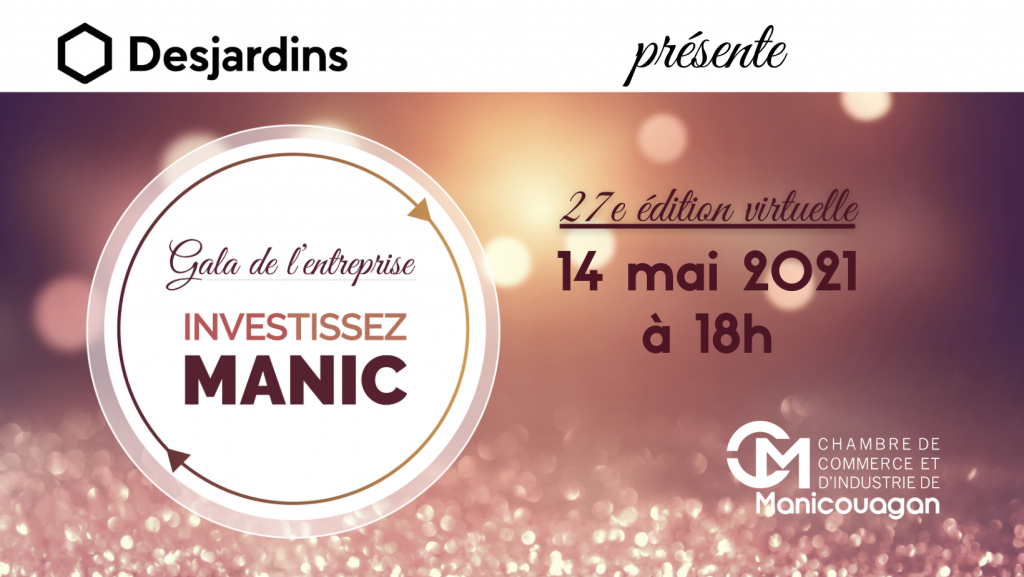 Desjardins
présente
Gala de l'entreprise
INVESTISSEZ
MANIC
27e édition virtuelle
14 mai 2021
à 18h
CM
CHAMBRE DE
COMMERCE ET
D'INDUSTRIE DE
Manicouagan